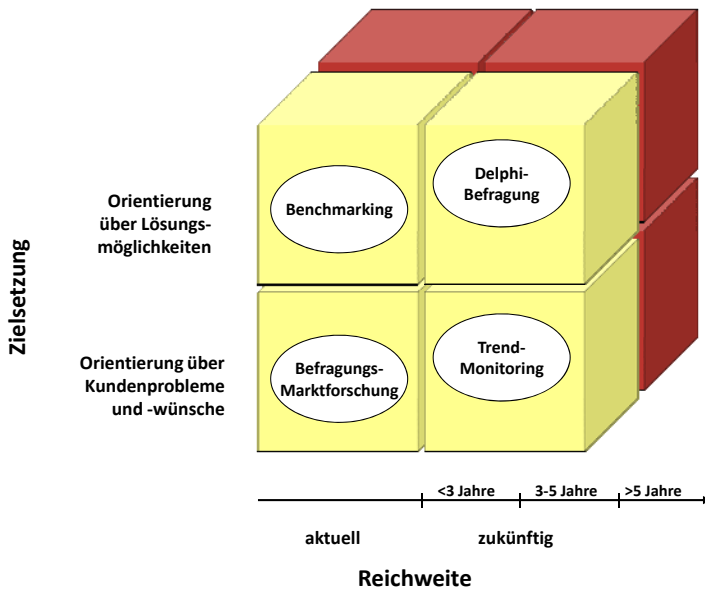 Zielsetzung
Orientierung
über Lösungs-
möglichkeiten
Benchmarking
Delphi-
Befragung
Orientierung über
Kundenprobleme
und -wünsche
Befragungs-
Marktforschung
Trend-
Monitoring
<3 Jahre
3-5 Jahre
>5 Jahre
aktuell
zukünftig
Reichweite